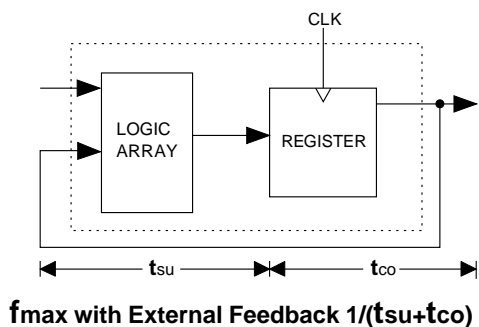 CLK
LOGIC
ARRAY
REGISTER
tsu
tco
fmax with External Feedback 1/(tsu+tco)